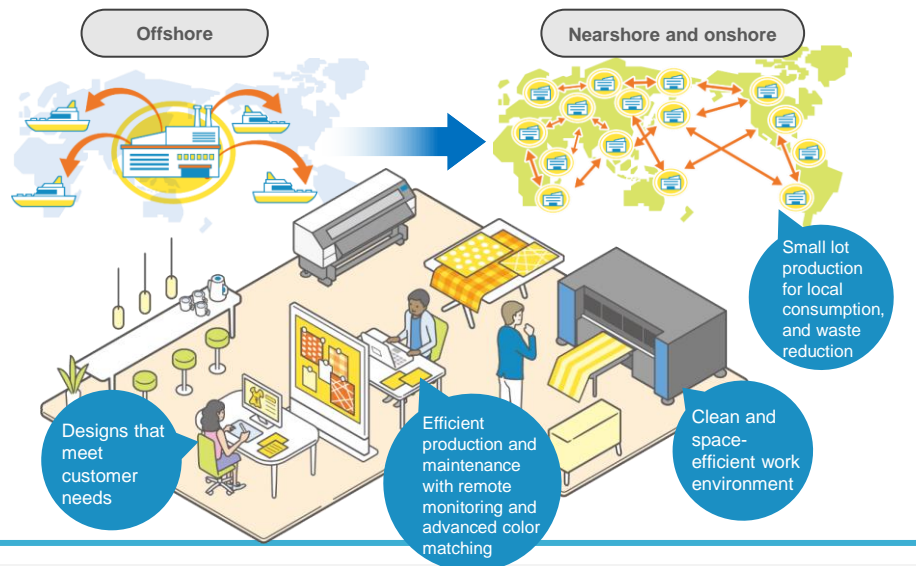 Offshore
Nearshore and onshore
Small lot
production
for local
consumption,
and waste
reduction
Designs that
meet
customer
needs
Efficient
production and
maintenance
with remote
monitoring and
advanced color
matching
Clean and
space-
efficient work
environment